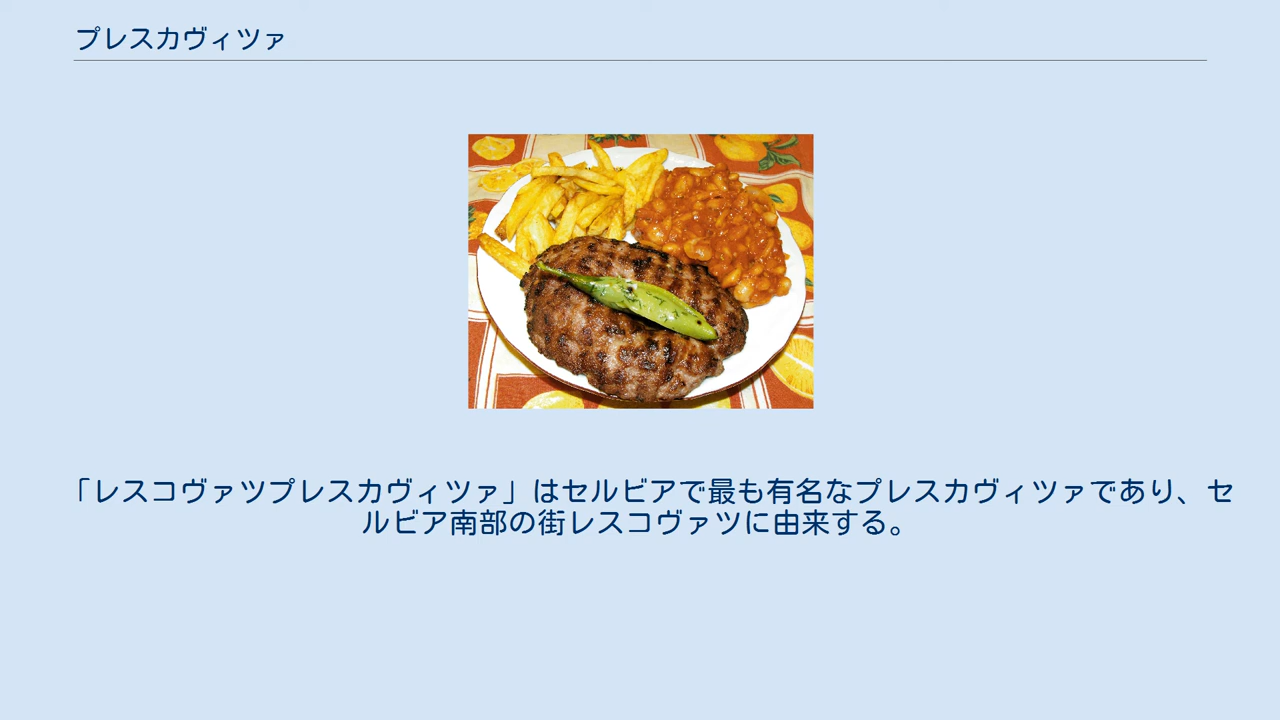 プレスカヴィツァ
「レスコヴァツプレスカヴィツァ」はセルビアで最も有名なプレスカヴィツァであり、セ
ルビア南部の街レスコヴァツに由来する。